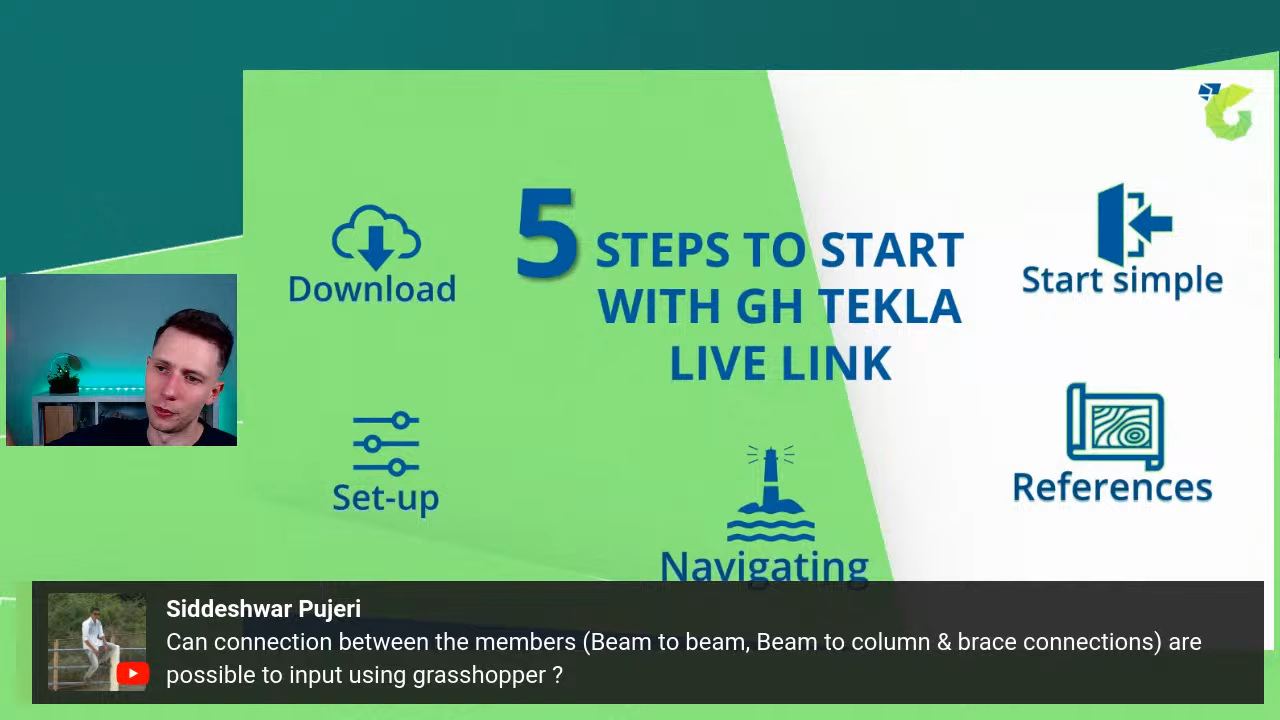 5 STEPS TO START
WITH GH TEKLA
LIVE LINK
Download
Set-up
Navigating
Start simple
References
Siddeshwar Pujeri
Can connection between the members (Beam to beam, Beam to column & brace connections) are
possible to input using grasshopper ?